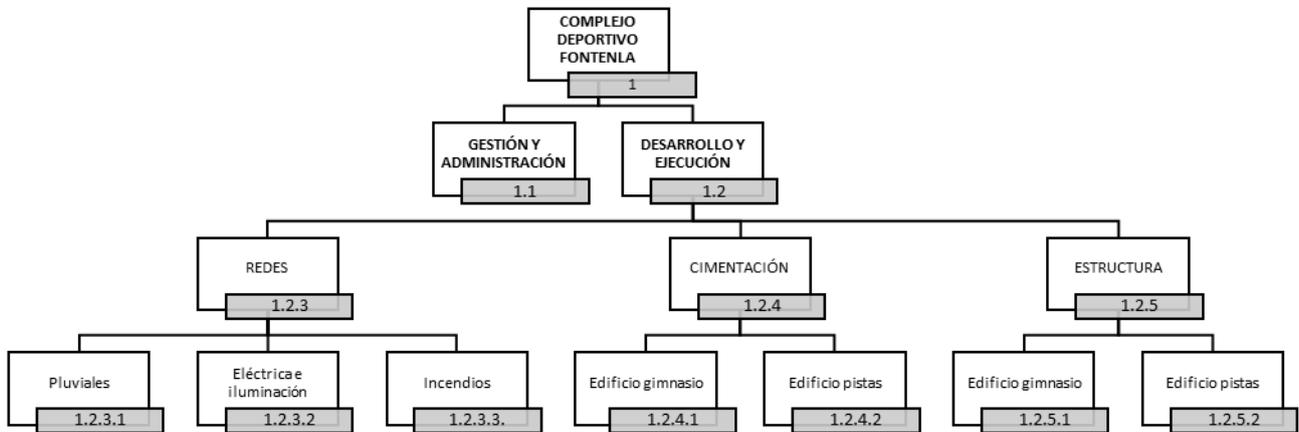 COMPLEJO
DEPORTIVO
FONTENLA
1
GESTIÓN Y
ADMINISTRACIÓN
1.1
DESARROLLO Y
EJECUCIÓN
1.2
REDES
1.2.3
CIMENTACIÓN
1.2.4
ESTRUCTURA
1.2.5
Pluviales
1.2.3.1
Eléctrica e
iluminación
1.2.3.2
Incendios
1.2.3.3.
Edificio gimnasio
1.2.4.1
Edificio pistas
1.2.4.2
Edificio gimnasio
1.2.5.1
Edificio pistas
1.2.5.2